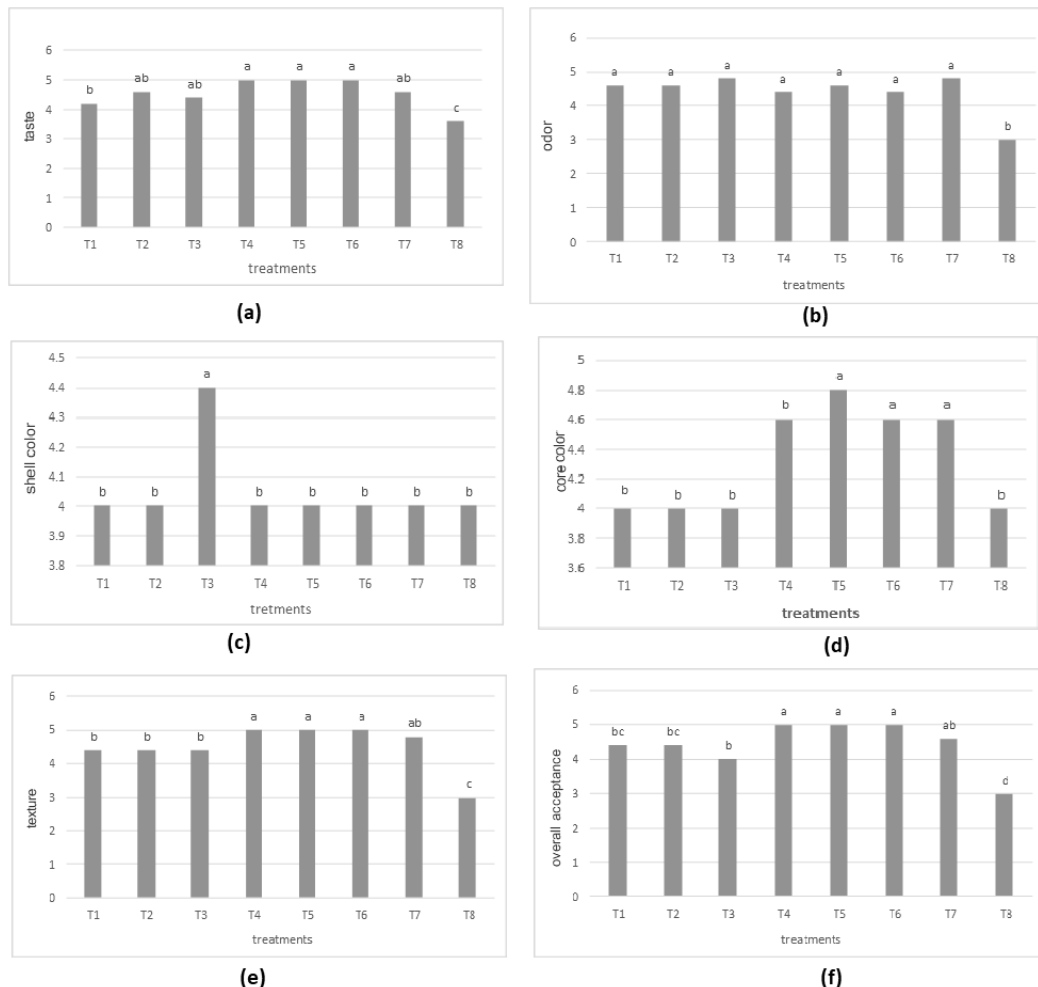 6
5
4
3
2
1
0
taste
b
ab
ab
a
a
a
ab
c
T1 T2 T3 T4 T5 T6 T7 T8
treatments
(a)
6
5
4
3
2
1
0
odor
a
a
a
a
a
a
a
b
T1 T2 T3 T4 T5 T6 T7 T8
treatments
(b)
4.5
4.4
4.3
4.2
4.1
4
3.9
3.8
shell color
b
b
a
b
b
b
b
b
T1 T2 T3 T4 T5 T6 T7 T8
tretments
(c)
5
4.8
4.6
4.4
4.2
4
3.8
3.6
core color
b
b
b
b
a
a
a
b
T1 T2 T3 T4 T5 T6 T7 T8
treatments
(d)
6
5
4
3
2
1
0
texture
b
b
b
a
a
a
ab
c
T1 T2 T3 T4 T5 T6 T7 T8
treatments
(e)
6
5
4
3
2
1
0
overall acceptance
bc
bc
b
a
a
a
ab
d
T1 T2 T3 T4 T5 T6 T7 T8
treatments
(f)